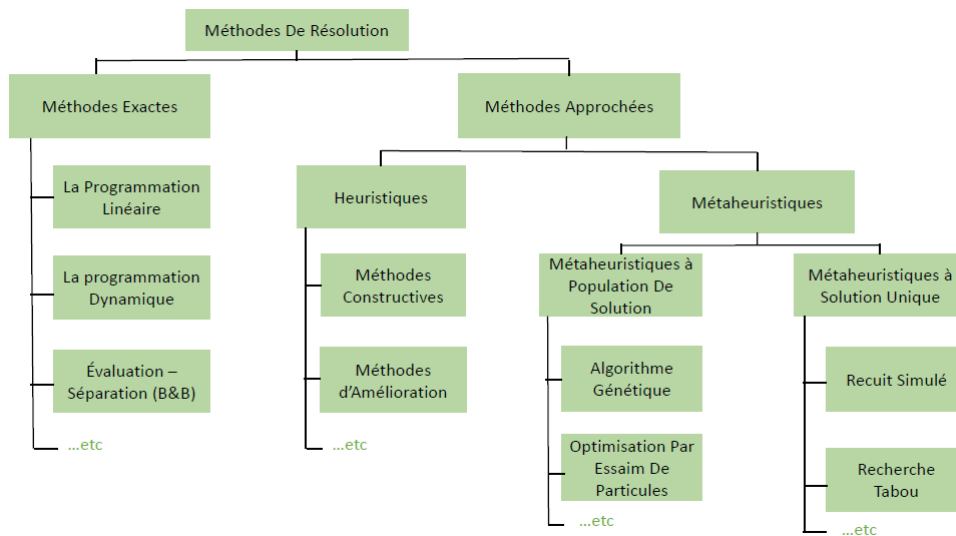 Méthodes De Résolution
Méthodes Exactes
Méthodes Approchées
La Programmation
Linéaire
La programmation
Dynamique
Évaluation –
Séparation (B&B)
...etc
Heuristiques
Méthodes
Constructives
Méthodes
d'Amélioration
...etc
Métaheuristiques
Métaheuristiques à
Population De
Solution
Algorithme
Génétique
Optimisation Par
Essaim De
Particules
...etc
Métaheuristiques à
Solution Unique
Recuit Simulé
Recherche
Tabou
...etc